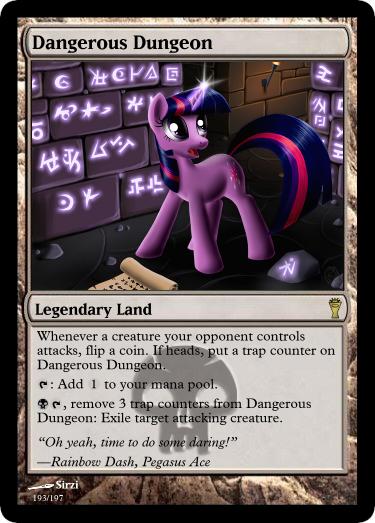 Dangerous Dungeon
Legendary Land
Whenever a creature your opponent controls
attacks, flip a coin. If heads, put a trap counter on
Dangerous Dungeon.
: Add 1 to your mana pool.
, remove 3 trap counters from Dangerous
Dungeon: Exile target attacking creature.
“Oh yeah, time to do some daring!”
—Rainbow Dash, Pegasus Ace
Sirzi
193/197